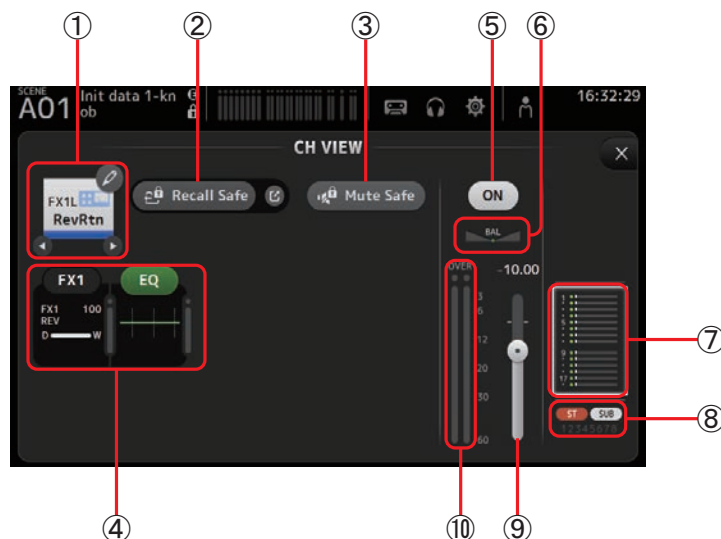 ① ② ③ ⑤ ⑥
SCENE
A01
Init data 1-kn
ob
16:32:29
CH VIEW
FX1L
RevRtn
Recall Safe
Mute Safe
ON
BAL
FX1
EQ
FX1 100
REV
D W
OVER
-10.00
3
6
12
20
30
60
1
5
9
17
ST SUB
12345678
⑦
⑧
④ ⑩ ⑨